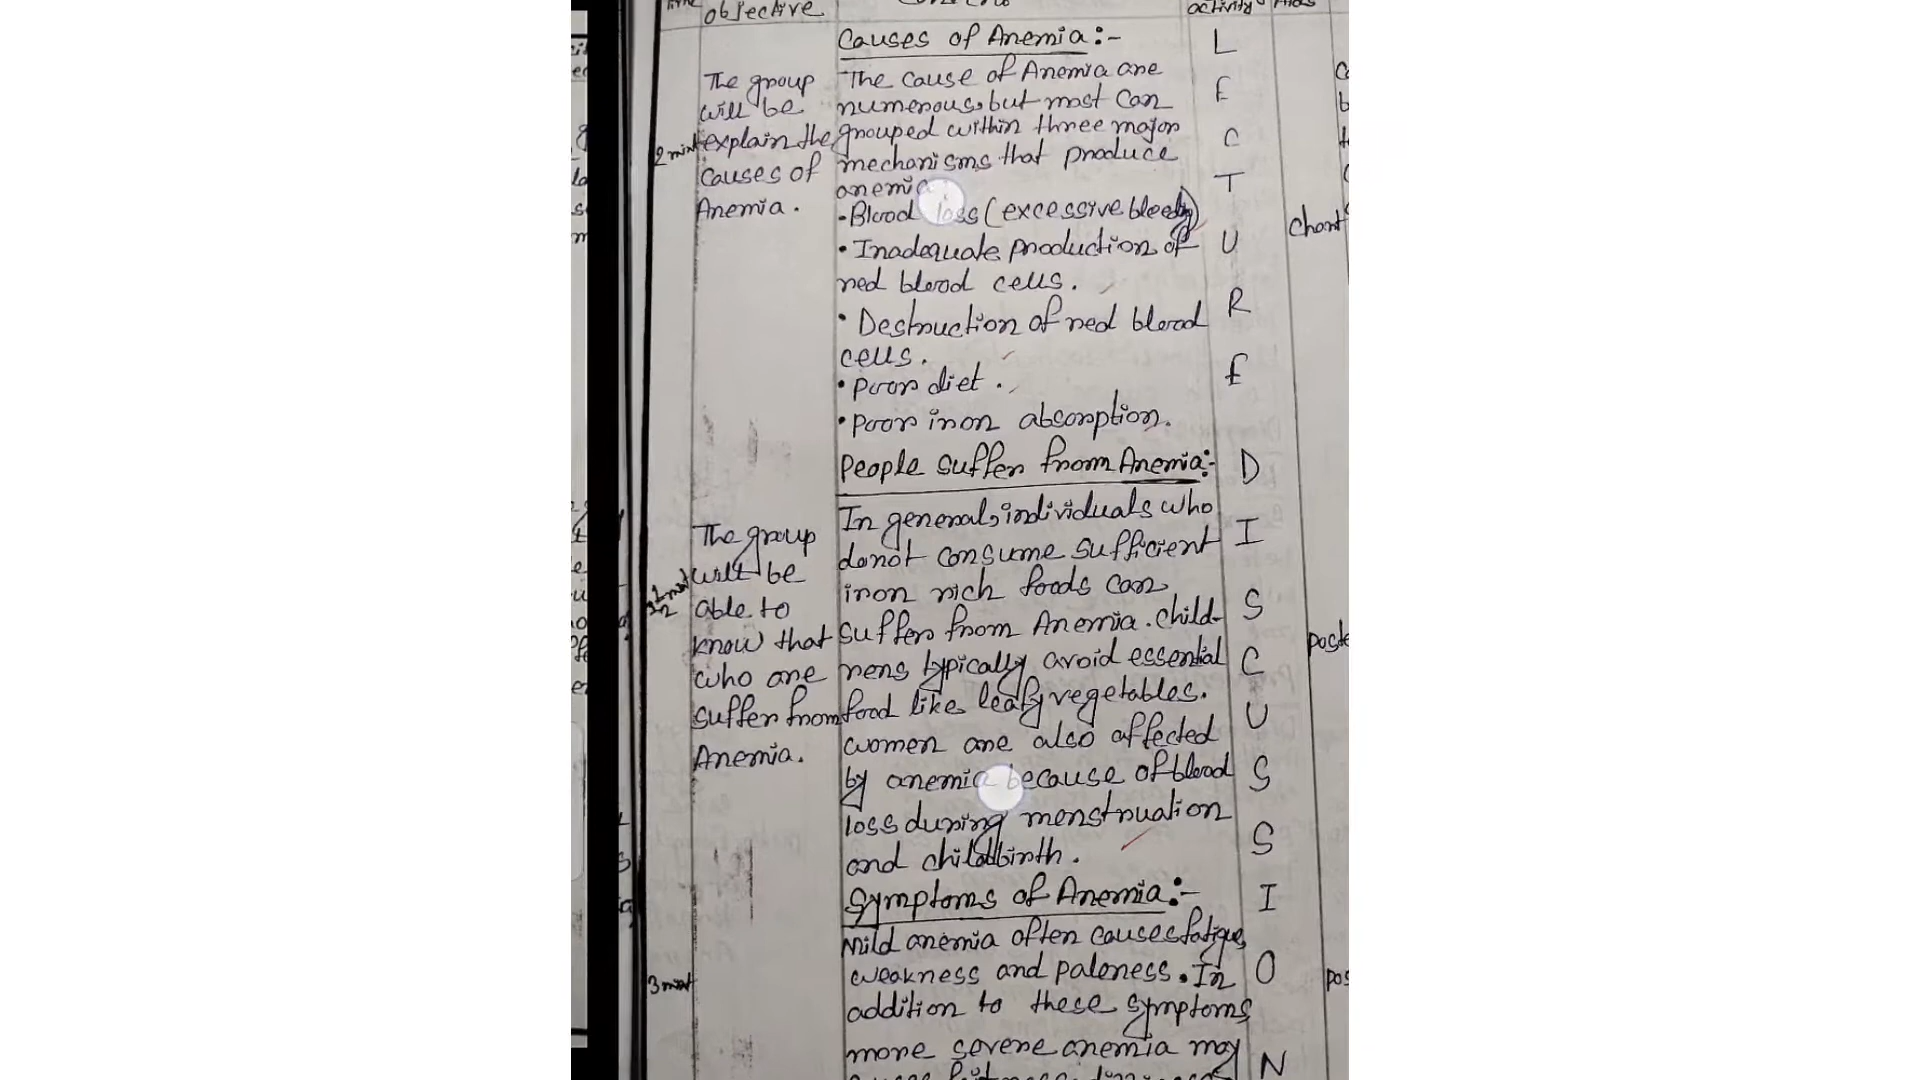 objective
activity
Causes of Anemia :-
The group
will be
explain the
causes of
Anemia.
2 mint
The cause of Anemia are
numerous, but most can
grouped within three major
mechanisms that produce
anemia
• Blood loss (excessive bleeding)
• Inadequate production of
red blood cells.
• Destruction of red blood
cells.
• Poor diet.
• Poor iron absorption.
L
E
C
T
U
R
E
Chart
People suffer from Anemia:-
The group
will be
able to
know that
who are
suffer from
Anemia.
In general, individuals who
donot consume sufficient
iron rich foods can
suffer from Anemia. Child-
rens typically avoid essential
food like leafy vegetables.
women are also affected
by anemia because of blood
loss during menstruation
and childbirth.
D
I
S
C
U
S
S
I
O
N
Symptoms of Anemia:-
3 mint
Mild anemia often causes fatigue,
weakness and paleness. In
addition to these symptoms,
more severe anemia may